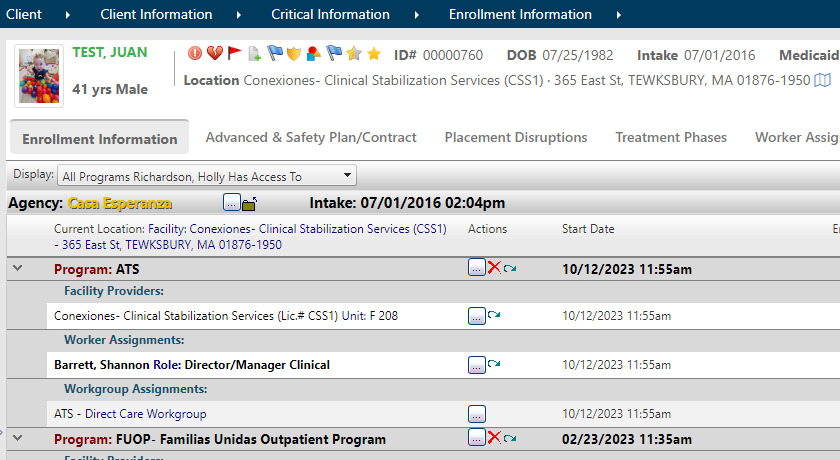 Client Client Information Critical Information Enrollment Information
TEST, JUAN
41 yrs Male
ID# 00000760 DOB 07/25/1982 Intake 07/01/2016 Medicaid
Location Conexiones- Clinical Stabilization Services (CSS1) · 365 East St, TEWKSBURY, MA 01876-1950
Enrollment Information Advanced & Safety Plan/Contract Placement Disruptions Treatment Phases Worker Assig
Display: All Programs Richardson, Holly Has Access To
Agency: Casa Esperanza ... Intake: 07/01/2016 02:04pm
Current Location: Facility: Conexiones- Clinical Stabilization Services (CSS1) Actions Start Date E
- 365 East St, TEWKSBURY, MA 01876-1950
Program: ATS ... 10/12/2023 11:55am
Facility Providers:
Conexiones- Clinical Stabilization Services (Lic.# CSS1) Unit: F 208 ... 10/12/2023 11:55am
Worker Assignments:
Barrett, Shannon Role: Director/Manager Clinical ... 10/12/2023 11:55am
Workgroup Assignments:
ATS - Direct Care Workgroup ... 10/12/2023 11:55am
Program: FUOP- Familias Unidas Outpatient Program ... 02/23/2023 11:35am
Facility Providers: